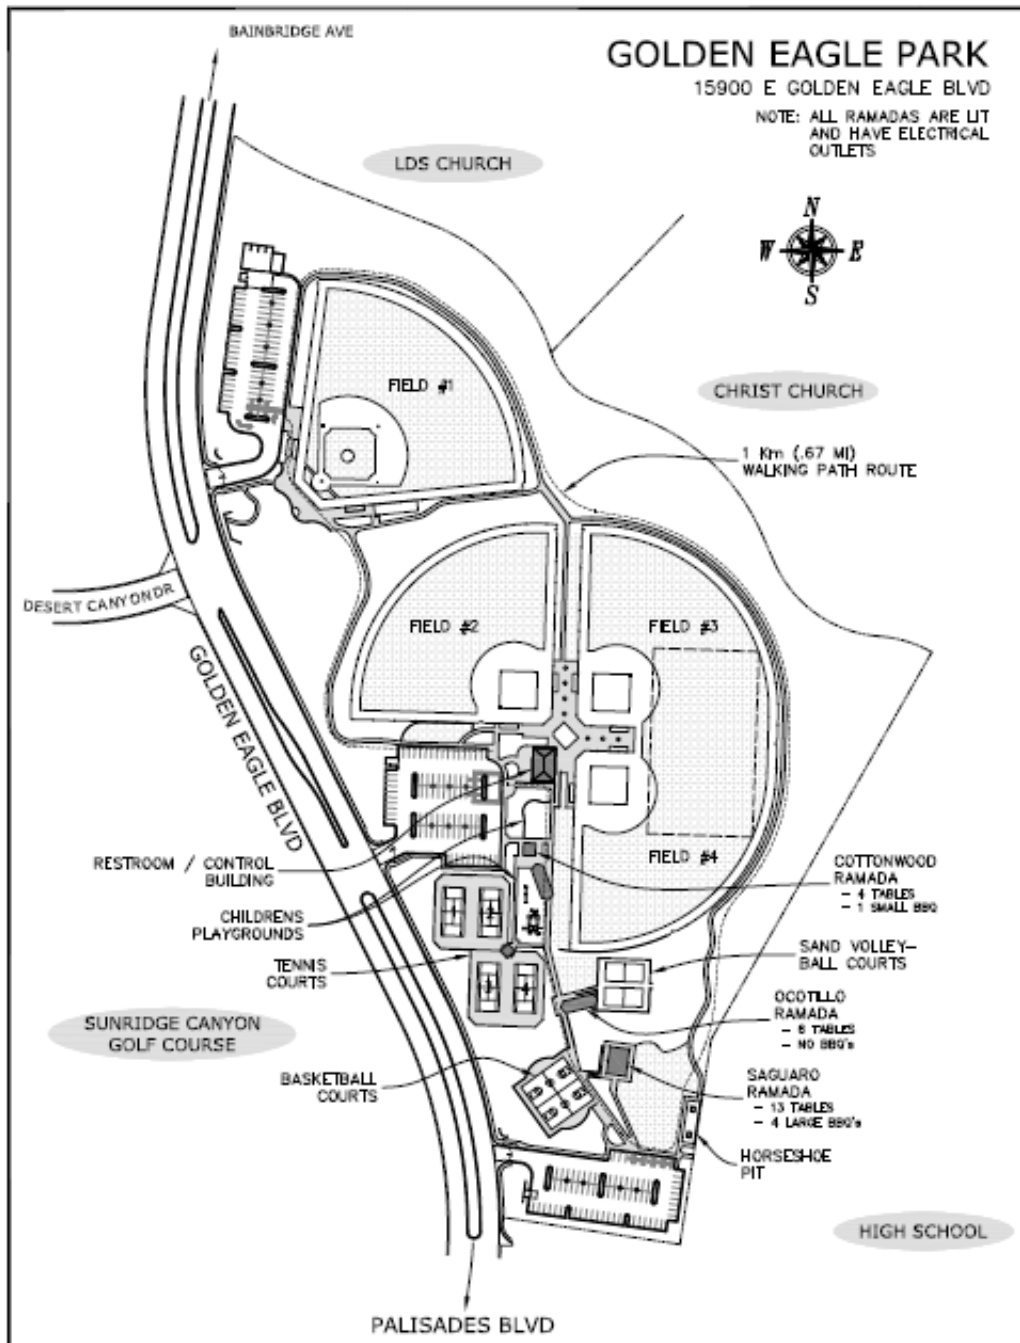 BAINBRIDGE AVE
GOLDEN EAGLE PARK
15900 E GOLDEN EAGLE BLVD
NOTE: ALL RAMADAS ARE LIT
AND HAVE ELECTRICAL
OUTLETS
LDS CHURCH
N
W E
S
FIELD #1
CHRIST CHURCH
1 Km (.67 MI)
WALKING PATH ROUTE
DESERT CANYON DR
FIELD #2
FIELD #3
GOLDEN EAGLE BLVD
FIELD #4
RESTROOM / CONTROL
BUILDING
COTTONWOOD
RAMADA
- 4 TABLES
- 1 SMALL BBQ
CHILDRENS
PLAYGROUNDS
SAND VOLLEY-
BALL COURTS
TENNIS
COURTS
OCOTILLO
RAMADA
- 6 TABLES
- NO BBQ's
SUNRIDGE CANYON
GOLF COURSE
BASKETBALL
COURTS
SAGUARO
RAMADA
- 13 TABLES
- 4 LARGE BBQ's
HORSESHOE
PIT
HIGH SCHOOL
PALISADES BLVD